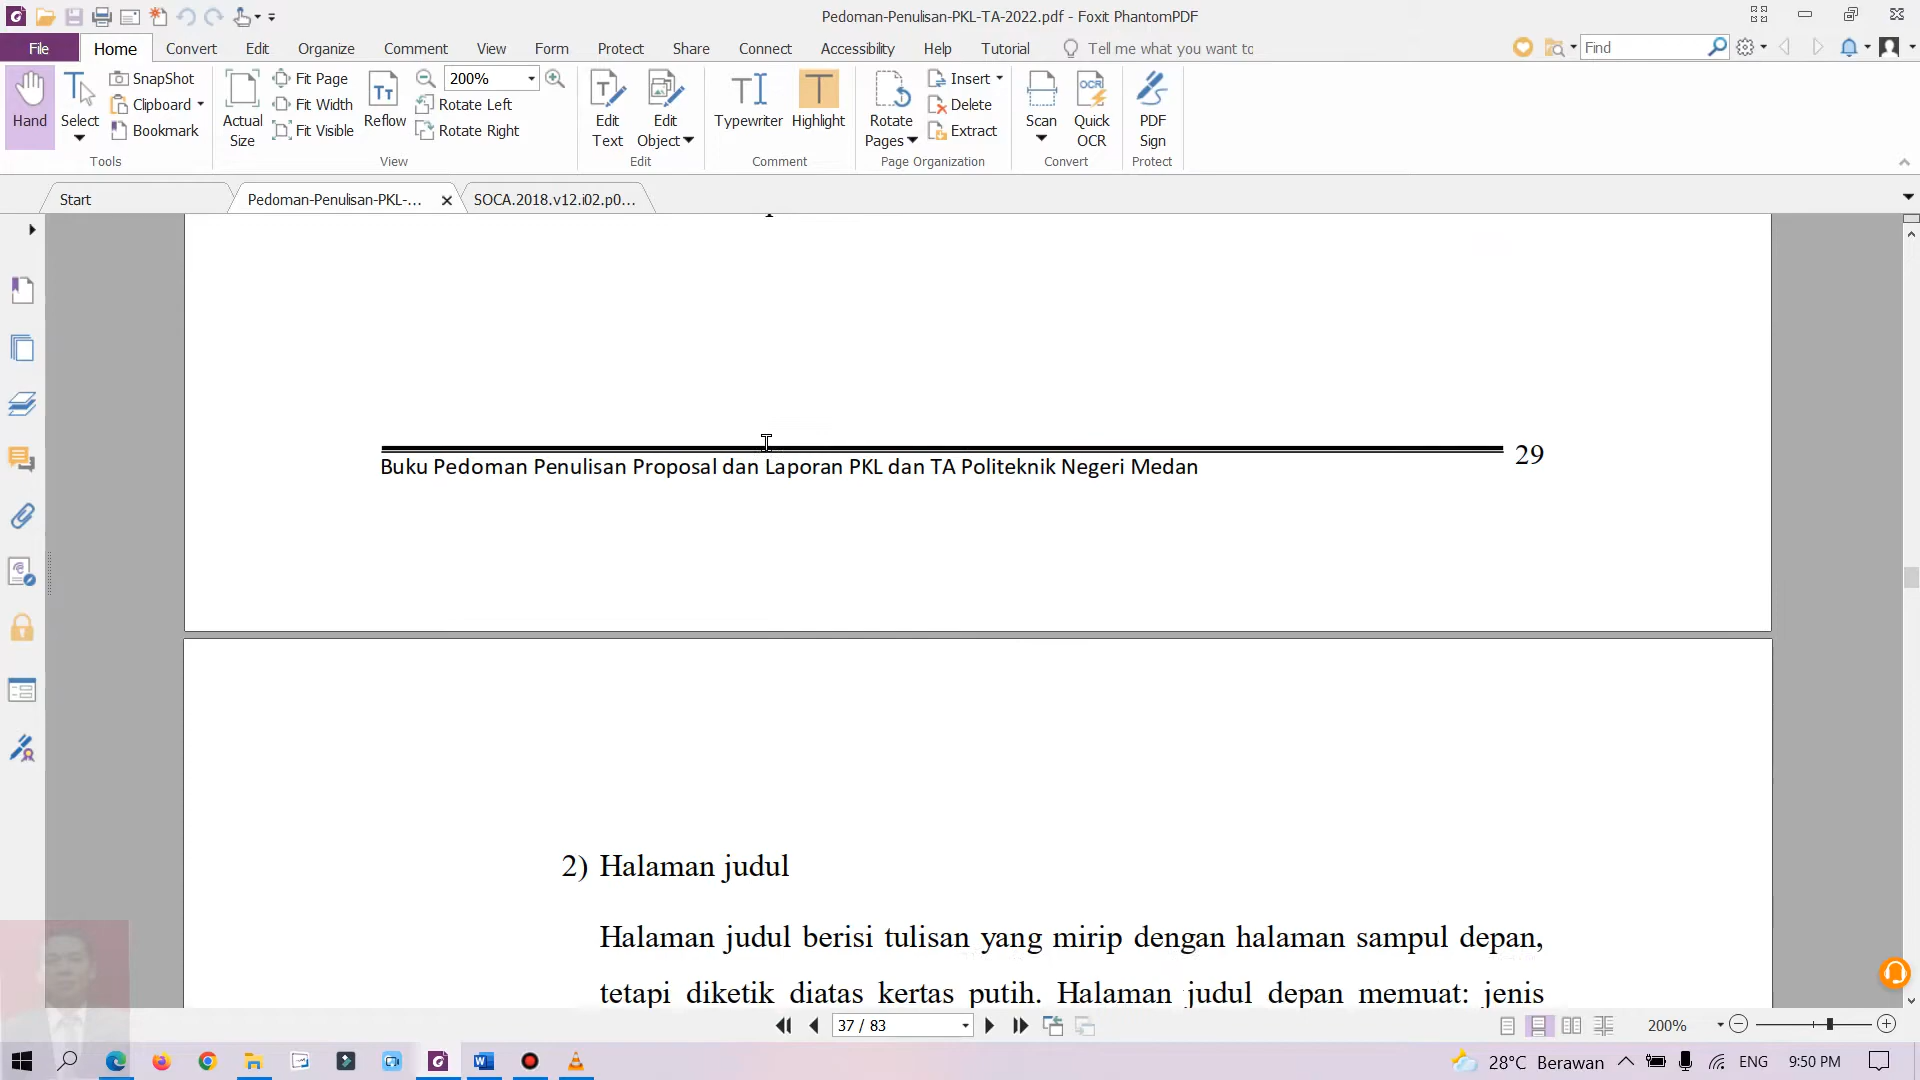 Pedoman-Penulisan-PKL-TA-2022.pdf - Foxit PhantomPDF
File Home Convert Edit Organize Comment View Form Protect Share Connect Accessibility Help Tutorial Tell me what you want to Find
Hand
Select
SnapShot
Clipboard
Bookmark
Tools
Actual Size
Fit Page
Fit Width
Fit Visible
Reflow
200%
Rotate Left
Rotate Right
View
Edit Text
Edit Object
Edit
Typewriter
Highlight
Comment
Rotate Pages
Insert
Delete
Extract
Page Organization
Scan
Quick OCR
Convert
PDF Sign
Protect
Start Pedoman-Penulisan-PKL-... SOCA.2018.v12.i02.p0...
Buku Pedoman Penulisan Proposal dan Laporan PKL dan TA Politeknik Negeri Medan 29
2) Halaman judul
Halaman judul berisi tulisan yang mirip dengan halaman sampul depan,
tetapi diketik diatas kertas putih. Halaman judul depan memuat: jenis
37 / 83 200%
28°C Berawan ENG 9:50 PM